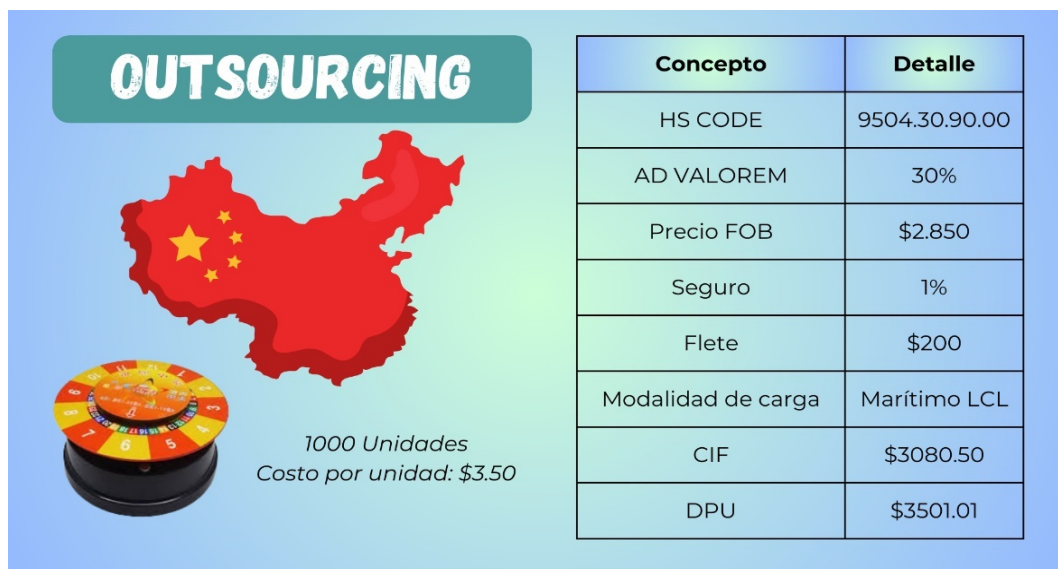 OUTSOURCING
1000 Unidades
Costo por unidad: $3.50
Concepto Detalle
HS CODE 9504.30.90.00
AD VALOREM 30%
Precio FOB $2.850
Seguro 1%
Flete $200
Modalidad de carga Marítimo LCL
CIF $3080.50
DPU $3501.01